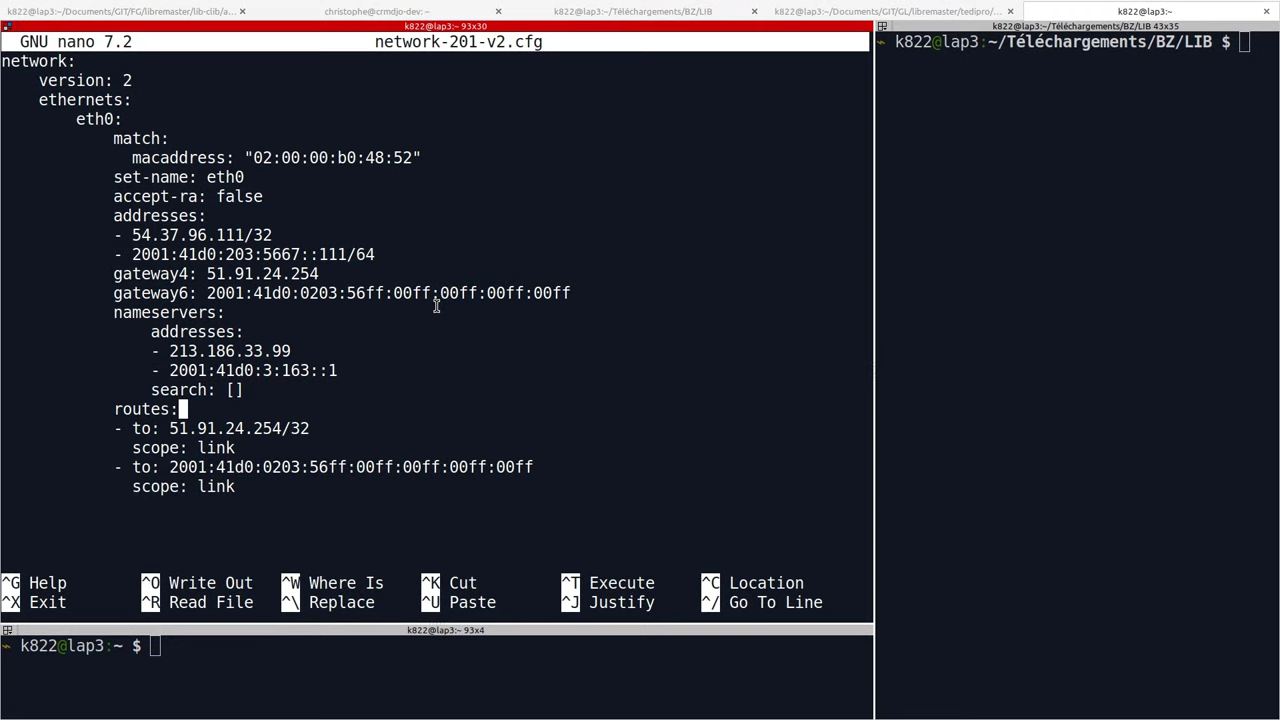 k822@lap3:~/Documents/GIT/FG/libremaster/lib-clib/a...
christophe@crmdjo-dev: ~
k822@lap3:~/Téléchargements/BZ/LIB
k822@lap3:~/Documents/GIT/GL/libremaster/tedipro/...
k822@lap3:~
k822@lap3:~ 93x30
GNU nano 7.2 network-201-v2.cfg
network:
version: 2
ethernets:
eth0:
match:
macaddress: "02:00:00:b0:48:52"
set-name: eth0
accept-ra: false
addresses:
- 54.37.96.111/32
- 2001:41d0:203:5667::111/64
gateway4: 51.91.24.254
gateway6: 2001:41d0:0203:56ff:00ff:00ff:00ff:00ff
nameservers:
addresses:
- 213.186.33.99
- 2001:41d0:3:163::1
search: []
routes:
- to: 51.91.24.254/32
scope: link
- to: 2001:41d0:0203:56ff:00ff:00ff:00ff:00ff
scope: link
^G Help ^O Write Out ^W Where Is ^K Cut ^T Execute ^C Location
^X Exit ^R Read File ^\ Replace ^U Paste ^J Justify ^/ Go To Line
k822@lap3:~ 93x4
k822@lap3:~ $
k822@lap3:~/Téléchargements/BZ/LIB 43x35
k822@lap3:~/Téléchargements/BZ/LIB $